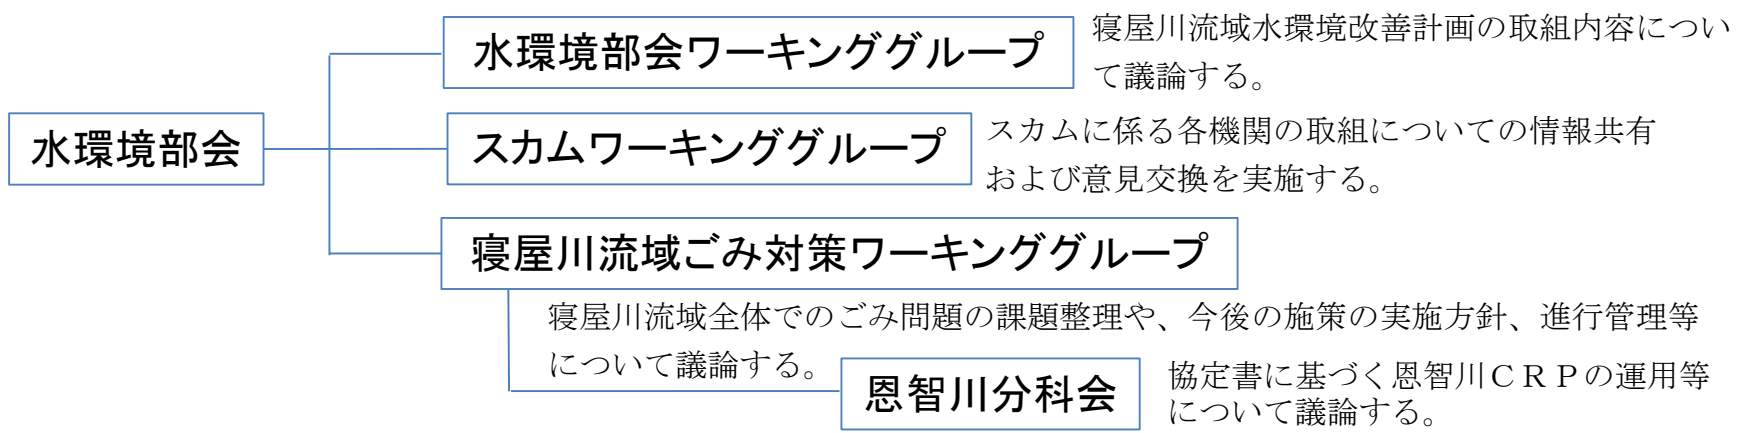 水環境部会
水環境部会ワーキンググループ
寝屋川流域水環境改善計画の取組内容につい
て議論する。
スカムワーキンググループ
スカムに係る各機関の取組についての情報共有
および意見交換を実施する。
寝屋川流域ごみ対策ワーキンググループ
寝屋川流域全体でのごみ問題の課題整理や、今後の施策の実施方針、進行管理等
について議論する。
恩智川分科会
協定書に基づく恩智川ＣＲＰの運用等
について議論する。